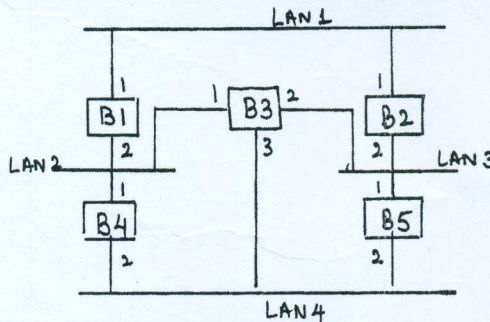 LAN 1
1 1
1 B3 2
B1 B2
2 3 2
LAN 2 LAN 3
1 1
B4 B5
2 2
LAN 4